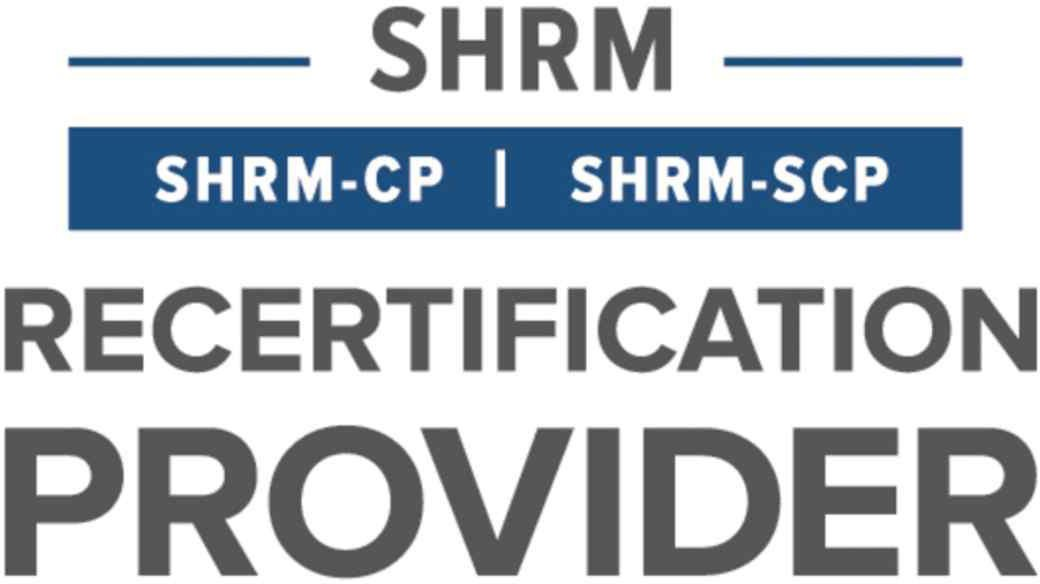 SHRM
SHRM-CP | SHRM-SCP
RECERTIFICATION
PROVIDER